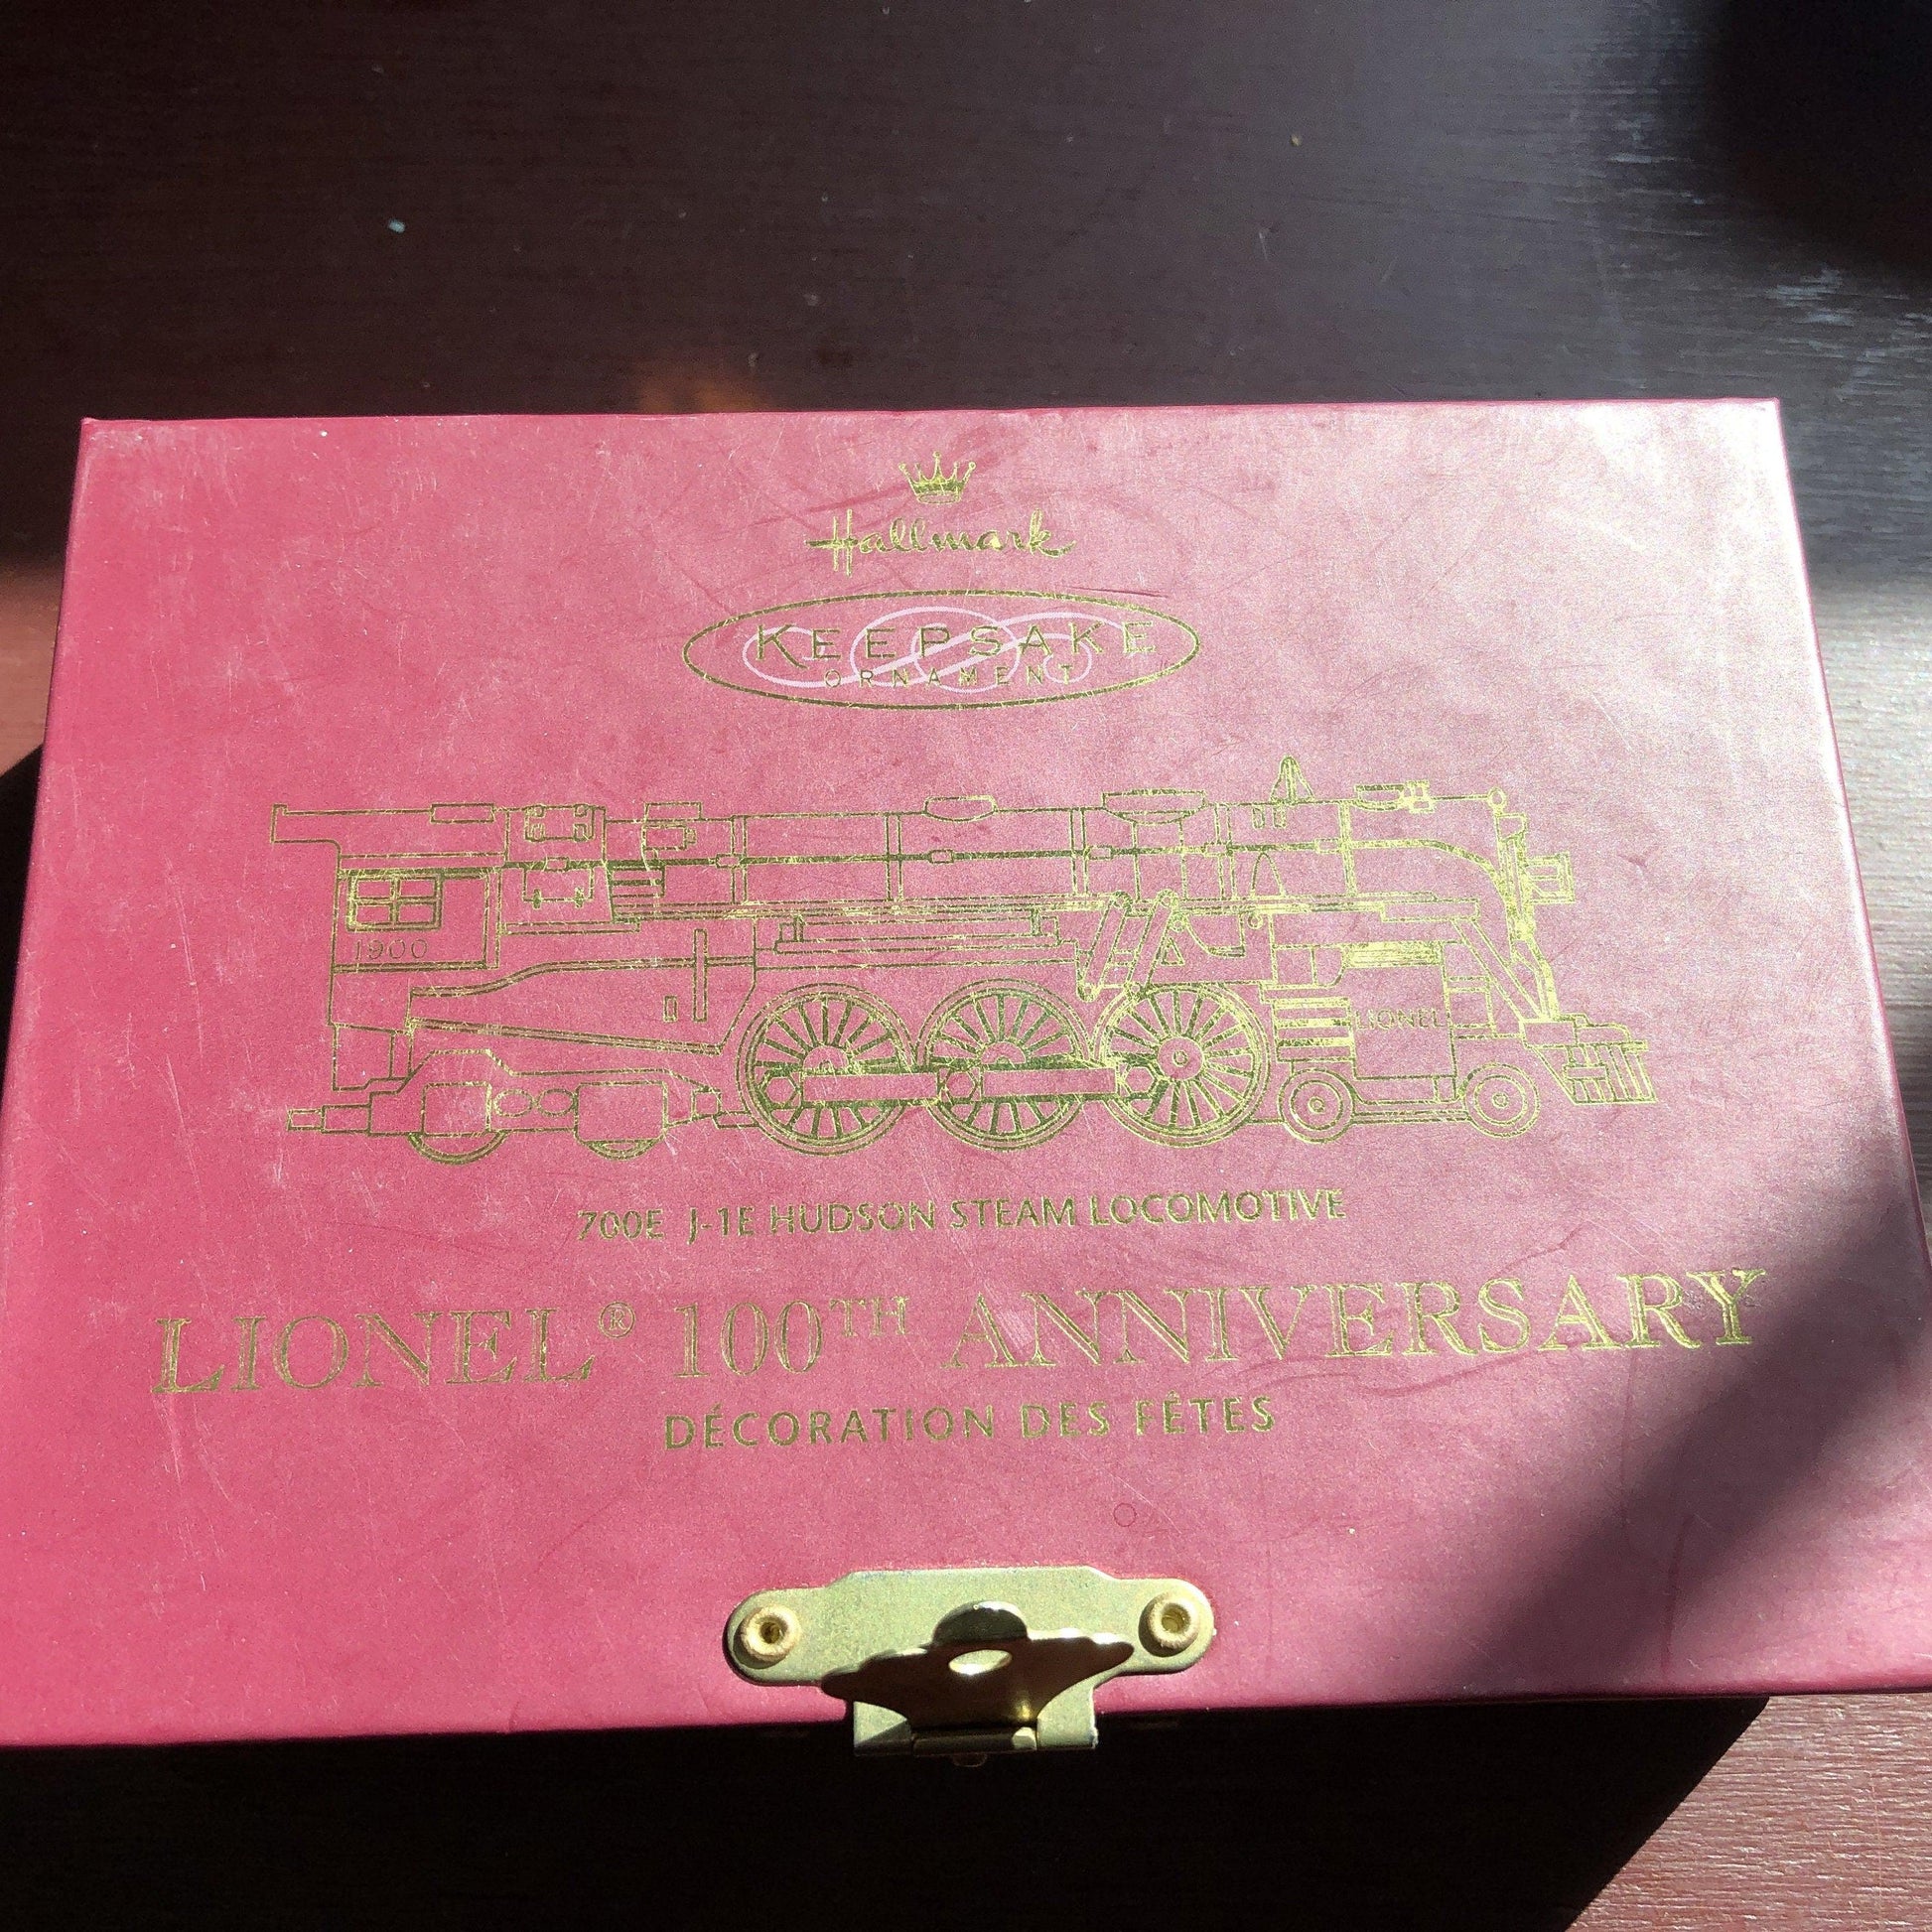 Hallmark
KEEPSAKE
ORNAMENT
1900
LIONEL
700E J-1E HUDSON STEAM LOCOMOTIVE
LIONEL® 100TH ANNIVERSARY
DÉCORATION DES FÊTES